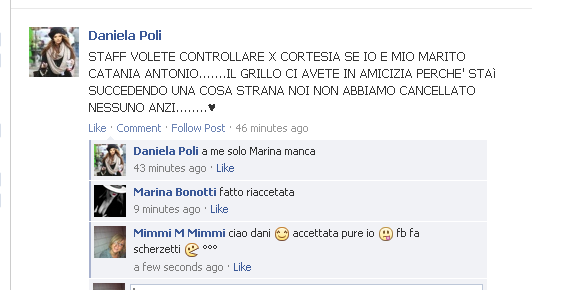 Daniela Poli
STAFF VOLETE CONTROLLARE X CORTESIA SE IO E MIO MARITO
CATANIA ANTONIO.......IL GRILLO CI AVETE IN AMICIZIA PERCHE' STAì
SUCCEDENDO UNA COSA STRANA NOI NON ABBIAMO CANCELLATO
NESSUNO ANZI........♥
Like · Comment · Follow Post · 46 minutes ago
Daniela Poli a me solo Marina manca
43 minutes ago · Like
Marina Bonotti fatto riaccetata
9 minutes ago · Like
Mimmi M Mimmi ciao dani 😉 accettata pure io 😜 fb fa
scherzetti °°°
a few seconds ago · Like